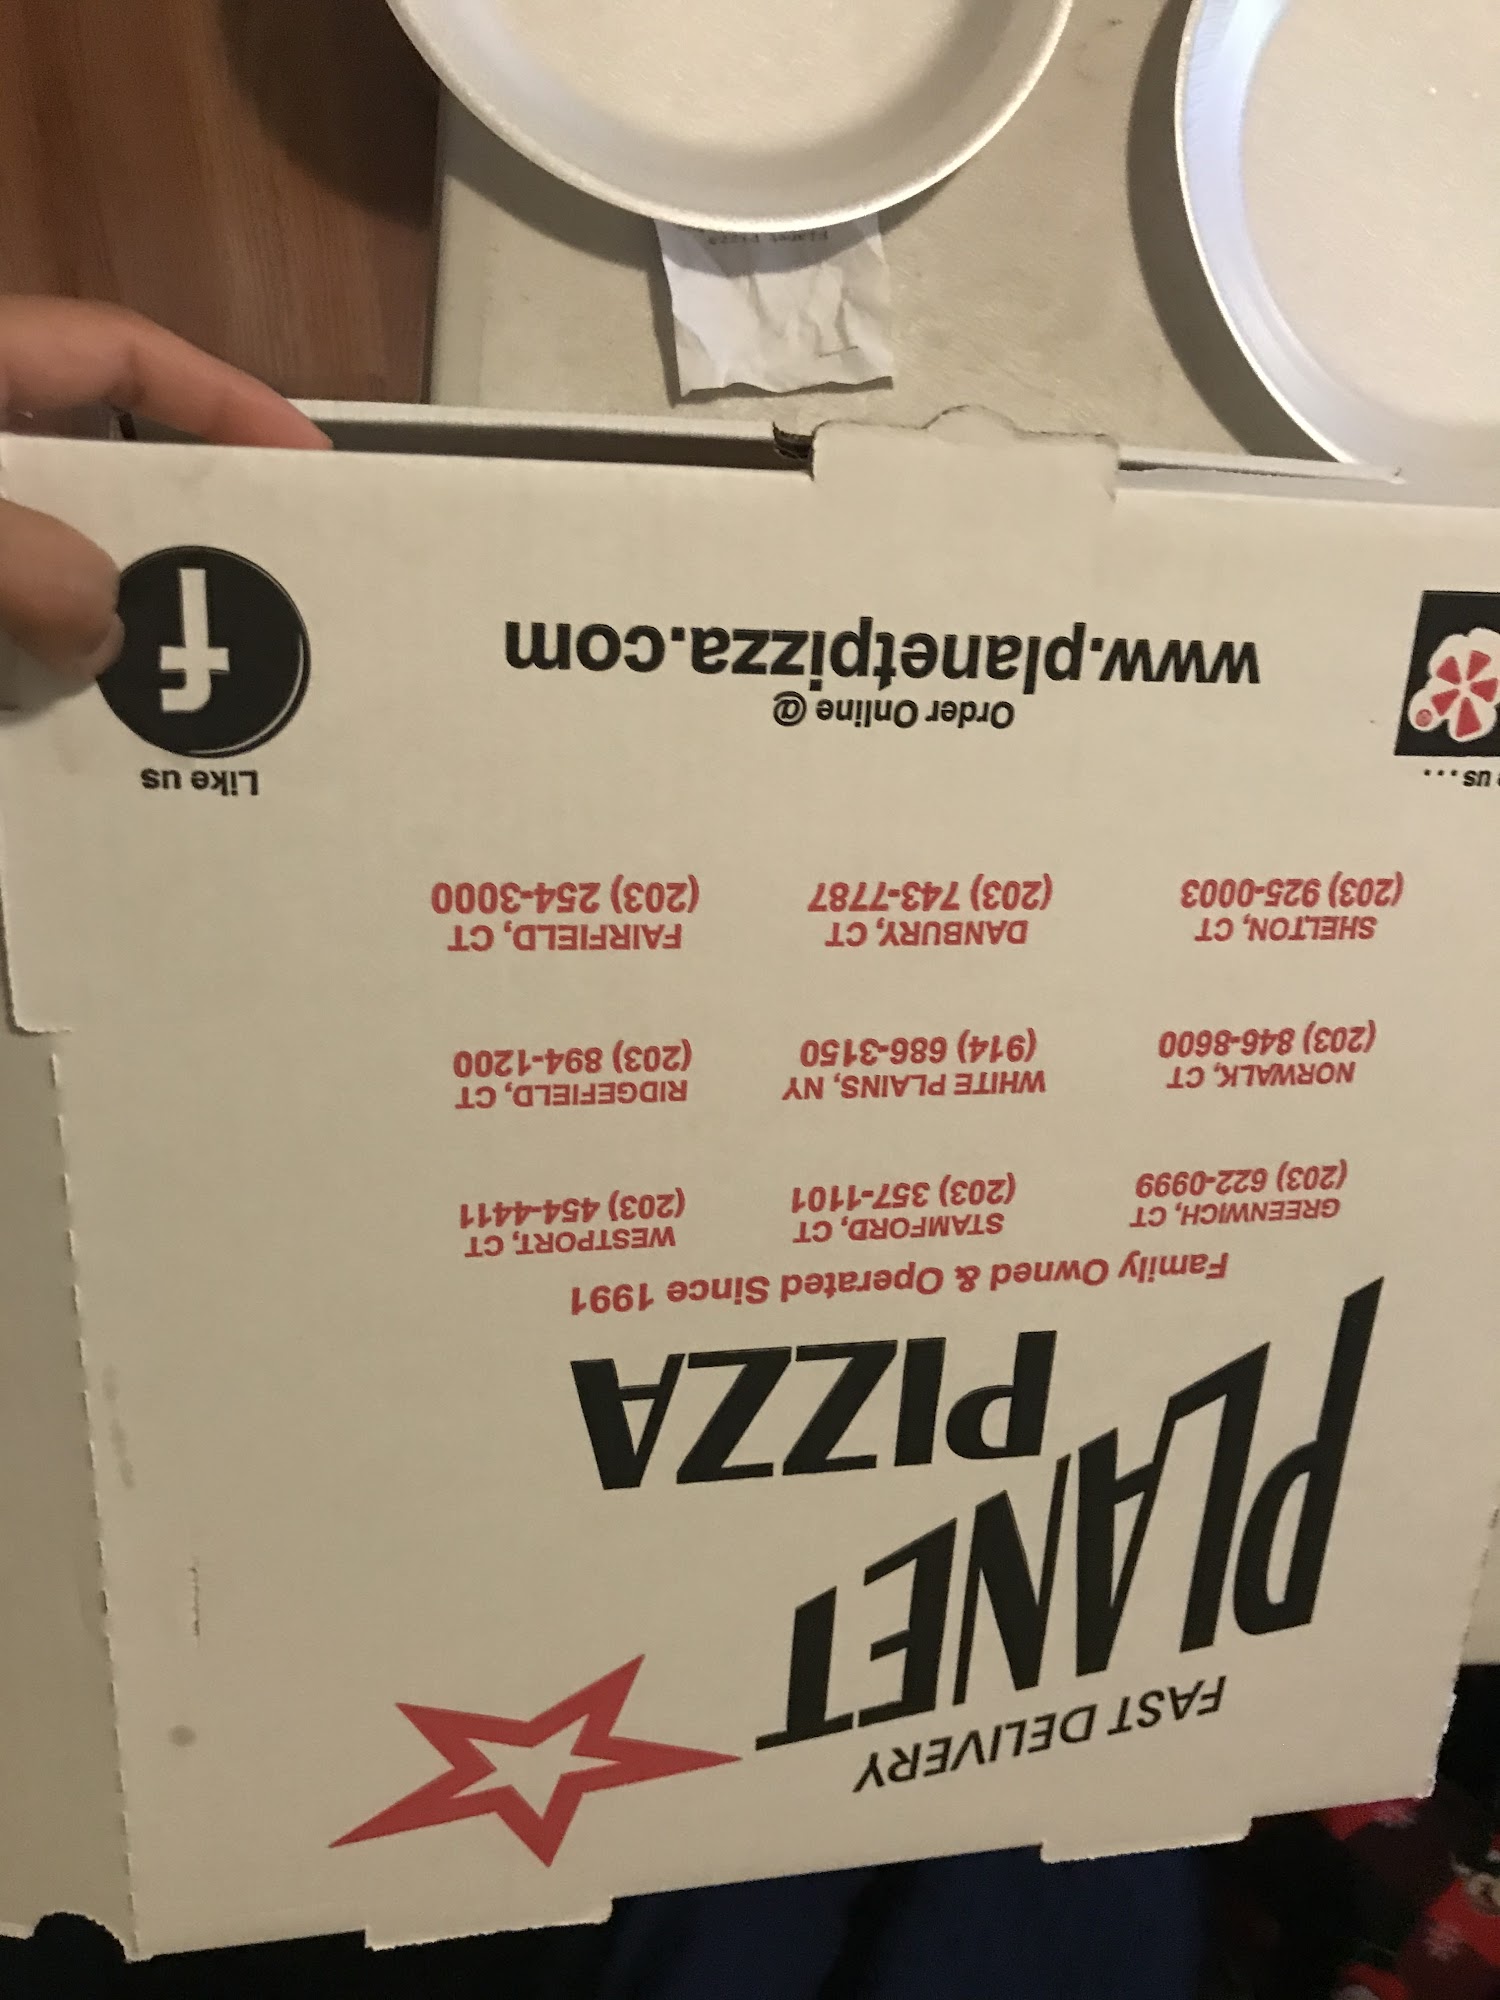 FAST DELIVERY
PLANET
PIZZA
Family Owned & Operated Since 1991
GREENWICH, CT
(203) 622-0999
STAMFORD, CT
(203) 357-1101
WESTPORT, CT
(203) 454-4411
NORWALK, CT
(203) 846-8600
WHITE PLAINS, NY
(914) 686-3150
RIDGEFIELD, CT
(203) 894-1200
SHELTON, CT
(203) 925-0003
DANBURY, CT
(203) 743-7787
FAIRFIELD, CT
(203) 254-3000
us...
Like us
f
Order Online @
www.planetpizza.com
Planet Pizza